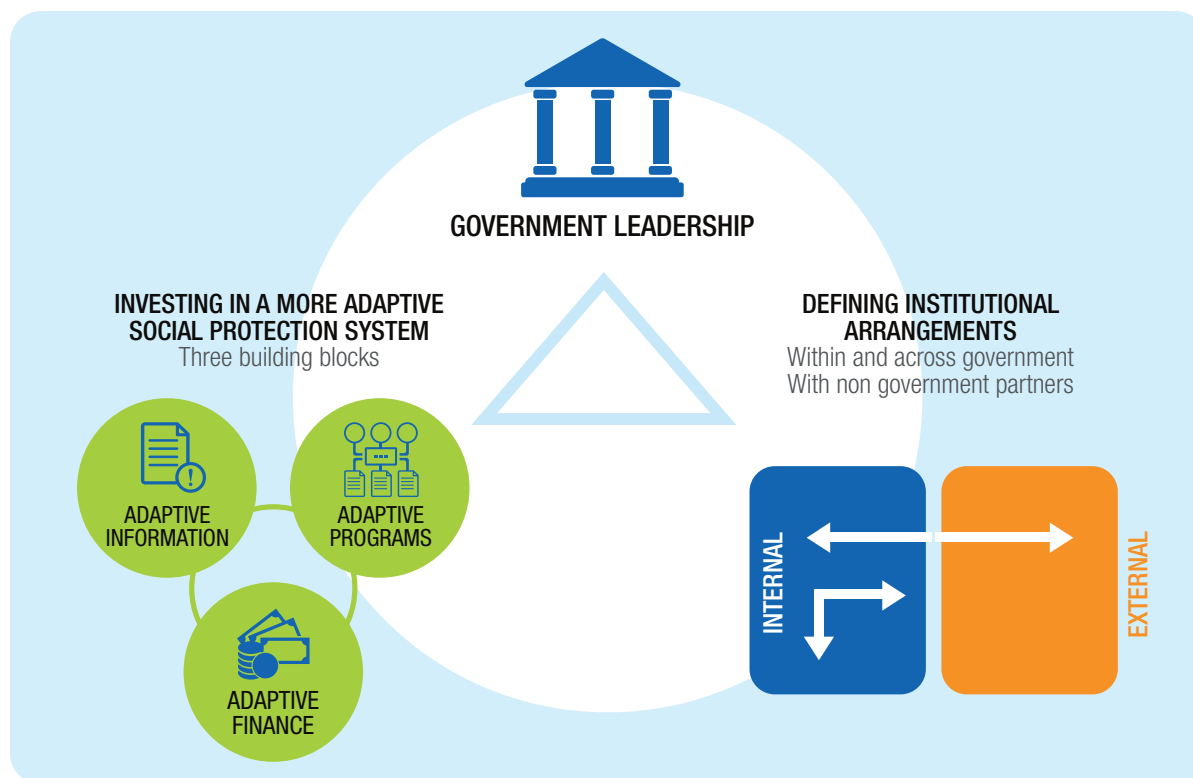 GOVERNMENT LEADERSHIP
INVESTING IN A MORE ADAPTIVE
SOCIAL PROTECTION SYSTEM
Three building blocks
ADAPTIVE
INFORMATION
ADAPTIVE
PROGRAMS
ADAPTIVE
FINANCE
DEFINING INSTITUTIONAL
ARRANGEMENTS
Within and across government
With non government partners
INTERNAL
EXTERNAL